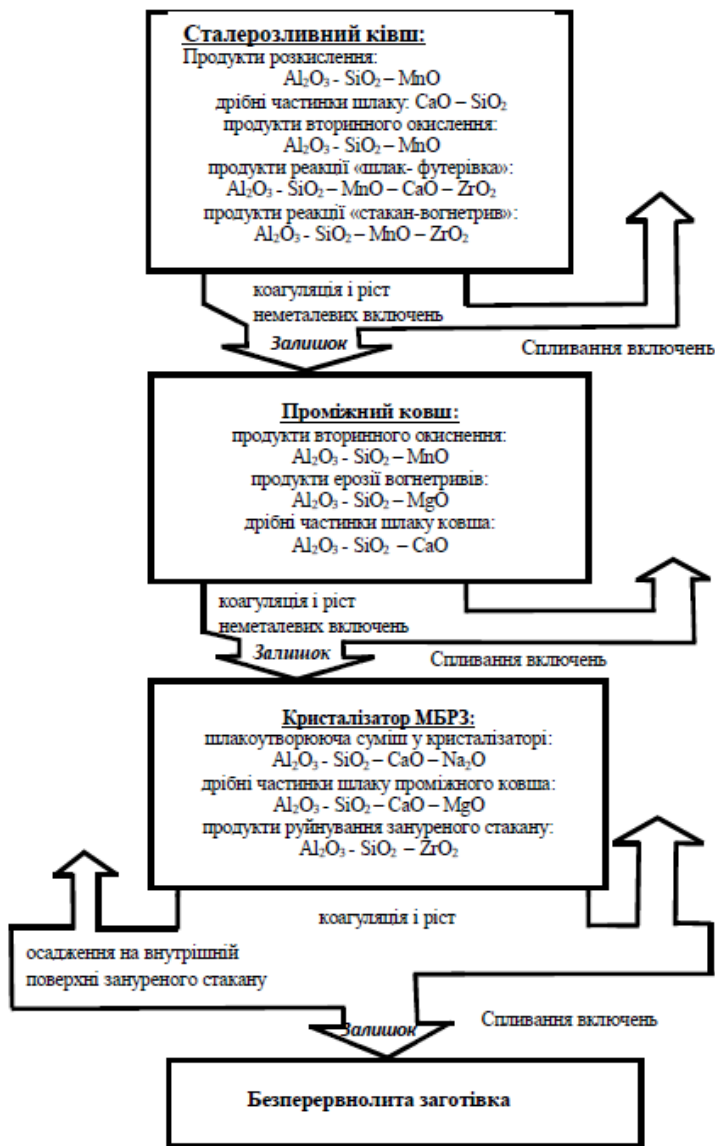 Сталерозливний ківш:
Продукти розкислення:
Al₂O₃ - SiO₂ – MnO
дрібні частинки шлаку: CaO – SiO₂
продукти вторинного окислення:
Al₂O₃ - SiO₂ – MnO
продукти реакції «шлак- футерівка»:
Al₂O₃ - SiO₂ – MnO – CaO – ZrO₂
продукти реакції «стакан-вогнетрив»:
Al₂O₃ - SiO₂ – MnO – ZrO₂
коагуляція і ріст
неметалевих включень
Залишок
Спливання включень
Проміжний ковш:
продукти вторинного окиснення:
Al₂O₃ - SiO₂ – MnO
продукти ерозії вогнетривів:
Al₂O₃ - SiO₂ – MgO
дрібні частинки шлаку ковша:
Al₂O₃ - SiO₂ – CaO
коагуляція і ріст
неметалевих включень
Залишок
Спливання включень
Кристалізатор МБРЗ:
шлакоутворююча суміш у кристалізаторі:
Al₂O₃ - SiO₂ – CaO – Na₂O
дрібні частинки шлаку проміжного ковша:
Al₂O₃ - SiO₂ – CaO – MgO
продукти руйнування зануреного стакану:
Al₂O₃ - SiO₂ – ZrO₂
коагуляція і ріст
осадження на внутрішній
поверхні зануреного стакану
Залишок
Спливання включень
Безперервнолита заготівка